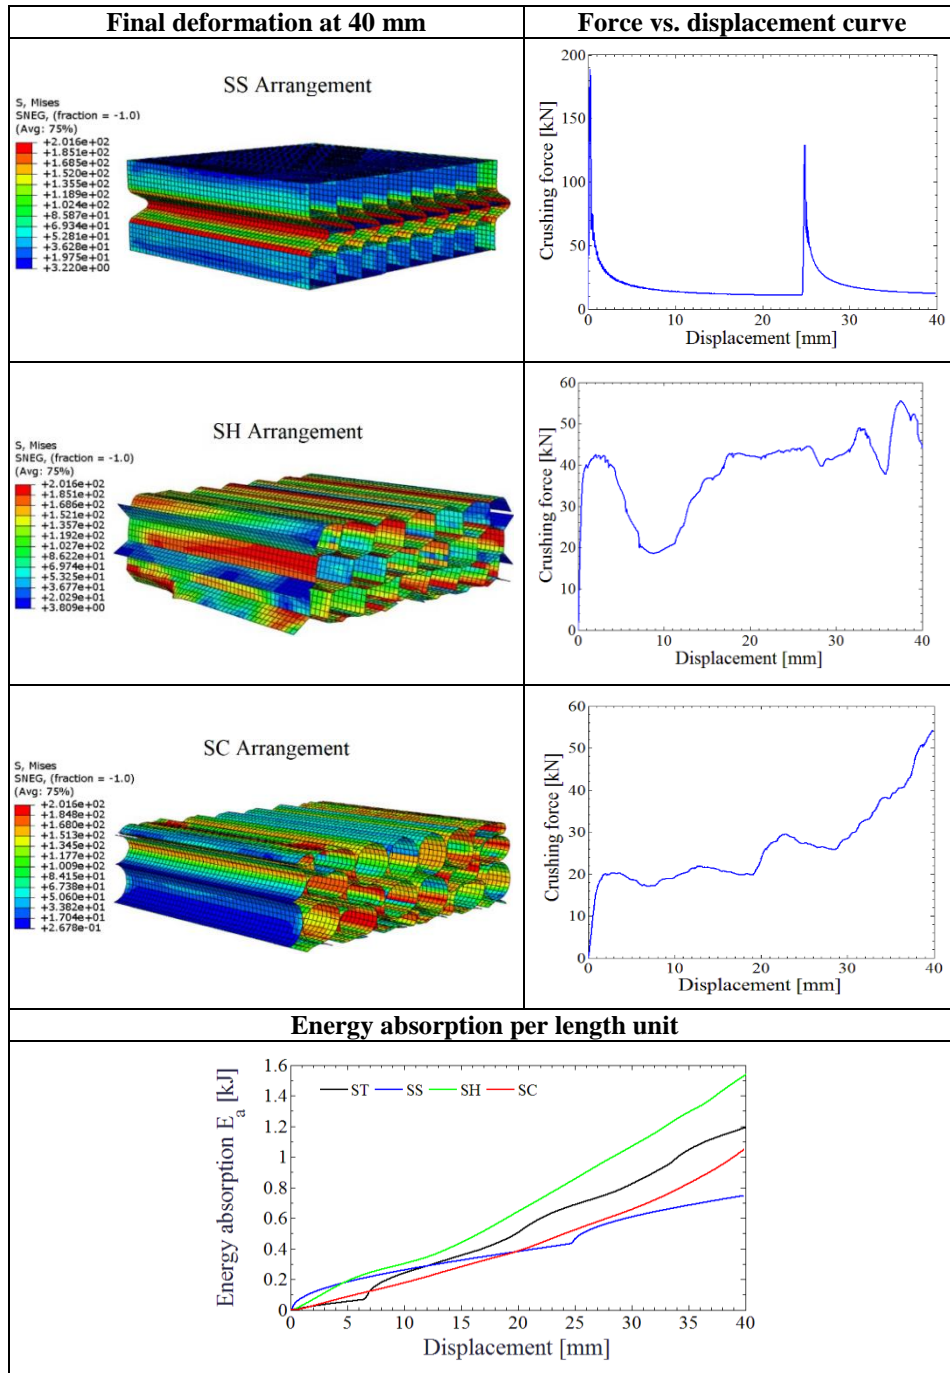 Final deformation at 40 mm
Force vs. displacement curve
SS Arrangement
S, Mises
SNEG, (fraction = -1.0)
(Avg: 75%)
+2.016e+02
+1.851e+02
+1.685e+02
+1.520e+02
+1.355e+02
+1.189e+02
+1.024e+02
+8.587e+01
+6.934e+01
+5.281e+01
+3.628e+01
+1.975e+01
+3.220e+00
Crushing force [kN]
200
150
100
50
0
0 10 20 30 40
Displacement [mm]
SH Arrangement
S, Mises
SNEG, (fraction = -1.0)
(Avg: 75%)
+2.016e+02
+1.851e+02
+1.686e+02
+1.521e+02
+1.357e+02
+1.192e+02
+1.027e+02
+8.622e+01
+6.974e+01
+5.325e+01
+3.677e+01
+2.029e+01
+3.809e+00
Crushing force [kN]
60
50
40
30
20
10
0
0 10 20 30 40
Displacement [mm]
SC Arrangement
S, Mises
SNEG, (fraction = -1.0)
(Avg: 75%)
+2.016e+02
+1.848e+02
+1.680e+02
+1.513e+02
+1.345e+02
+1.177e+02
+1.009e+02
+8.415e+01
+6.738e+01
+5.060e+01
+3.382e+01
+1.704e+01
+2.678e-01
Crushing force [kN]
60
50
40
30
20
10
0
0 10 20 30 40
Displacement [mm]
Energy absorption per length unit
Energy absorption E_a [kJ]
1.6
1.4
1.2
1
0.8
0.6
0.4
0.2
0
ST SS SH SC
0 5 10 15 20 25 30 35 40
Displacement [mm]